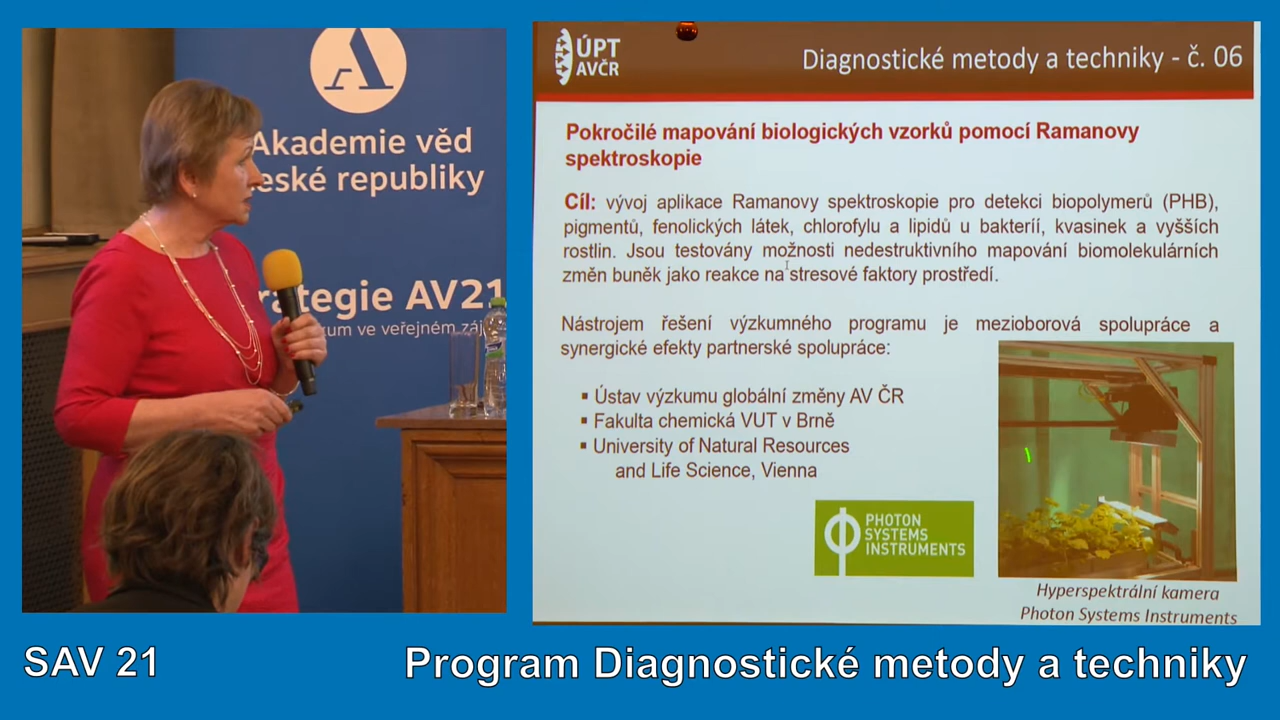 Akademie věd
eské republiky
rategie AV21
um ve veřejném záj
ÚPT
AVČR
Diagnostické metody a techniky - č. 06
Pokročilé mapování biologických vzorků pomocí Ramanovy
spektroskopie
Cíl: vývoj aplikace Ramanovy spektroskopie pro detekci biopolymerů (PHB),
pigmentů, fenolických látek, chlorofylu a lipidů u bakterií, kvasinek a vyšších
rostlin. Jsou testovány možnosti nedestruktivního mapování biomolekulárních
změn buněk jako reakce na stresové faktory prostředí.
Nástrojem řešení výzkumného programu je mezioborová spolupráce a
synergické efekty partnerské spolupráce:
▪ Ústav výzkumu globální změny AV ČR
▪ Fakulta chemická VUT v Brně
▪ University of Natural Resources
and Life Science, Vienna
PHOTON
SYSTEMS
INSTRUMENTS
Hyperspektrální kamera
Photon Systems Instruments
SAV 21
Program Diagnostické metody a techniky